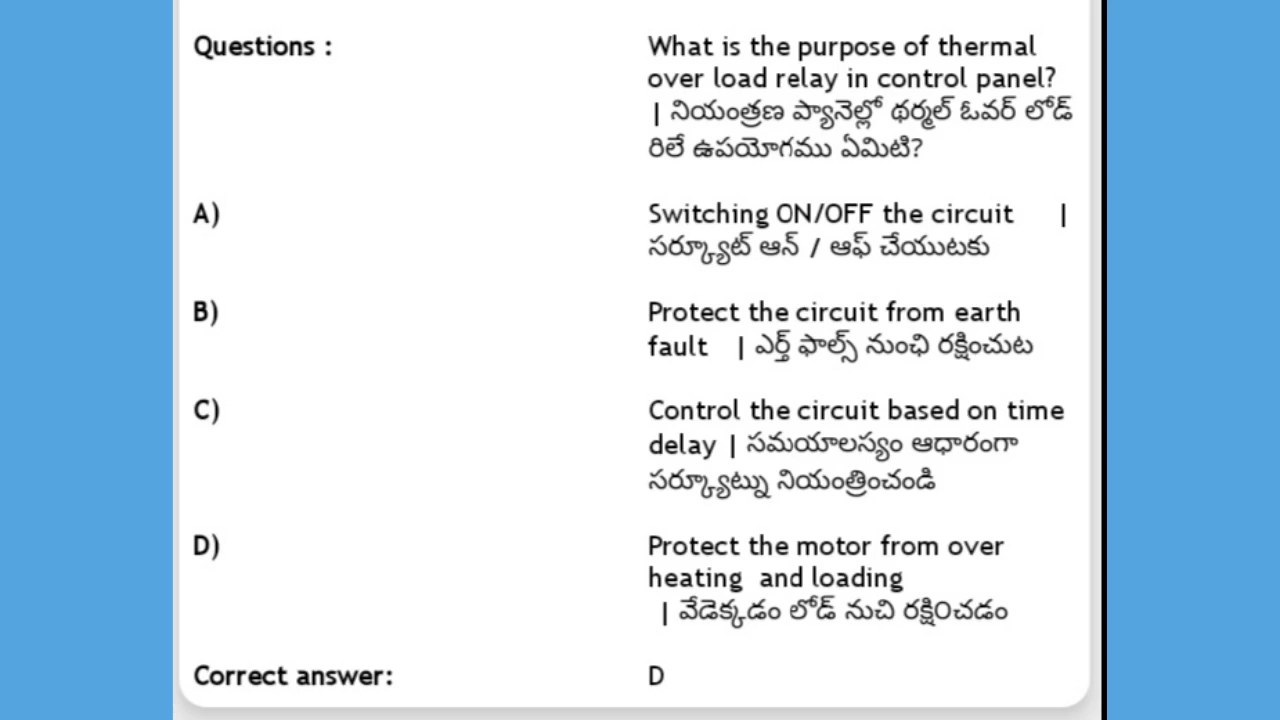 Questions :
What is the purpose of thermal
over load relay in control panel?
| నియంత్రణ ప్యానెల్లో థర్మల్ ఓవర్ లోడ్
రిలే ఉపయోగము ఏమిటి?
A)
Switching ON/OFF the circuit |
సర్క్యూట్ ఆన్ / ఆఫ్ చేయుటకు
B)
Protect the circuit from earth
fault | ఎర్త్ ఫాల్స్ నుంఛి రక్షించుట
C)
Control the circuit based on time
delay | సమయాలస్యం ఆధారంగా
సర్క్యూట్ను నియంత్రించండి
D)
Protect the motor from over
heating and loading
| వేడెక్కడం లోడ్ నుచి రక్షిOచడం
Correct answer:
D